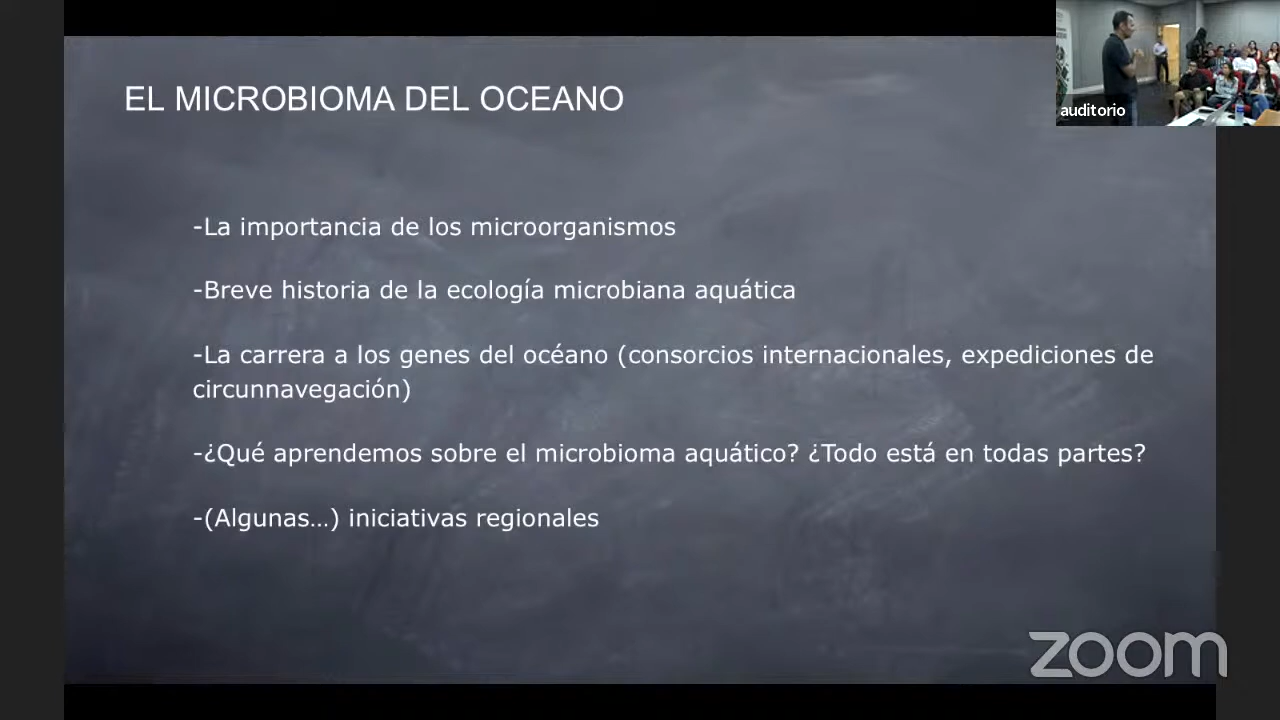 EL MICROBIOMA DEL OCEANO
auditorio
-La importancia de los microorganismos
-Breve historia de la ecología microbiana aquática
-La carrera a los genes del océano (consorcios internacionales, expediciones de
circunnavegación)
-¿Qué aprendemos sobre el microbioma aquático? ¿Todo está en todas partes?
-(Algunas…) iniciativas regionales
zoom